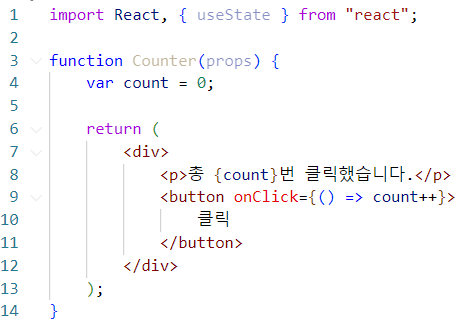 1 import React, { useState } from "react";
2
3 function Counter(props) {
4     var count = 0;
5
6     return (
7         <div>
8             <p>총 {count}번 클릭했습니다.</p>
9             <button onClick={() => count++}>
10                 클릭
11             </button>
12         </div>
13     );
14 }